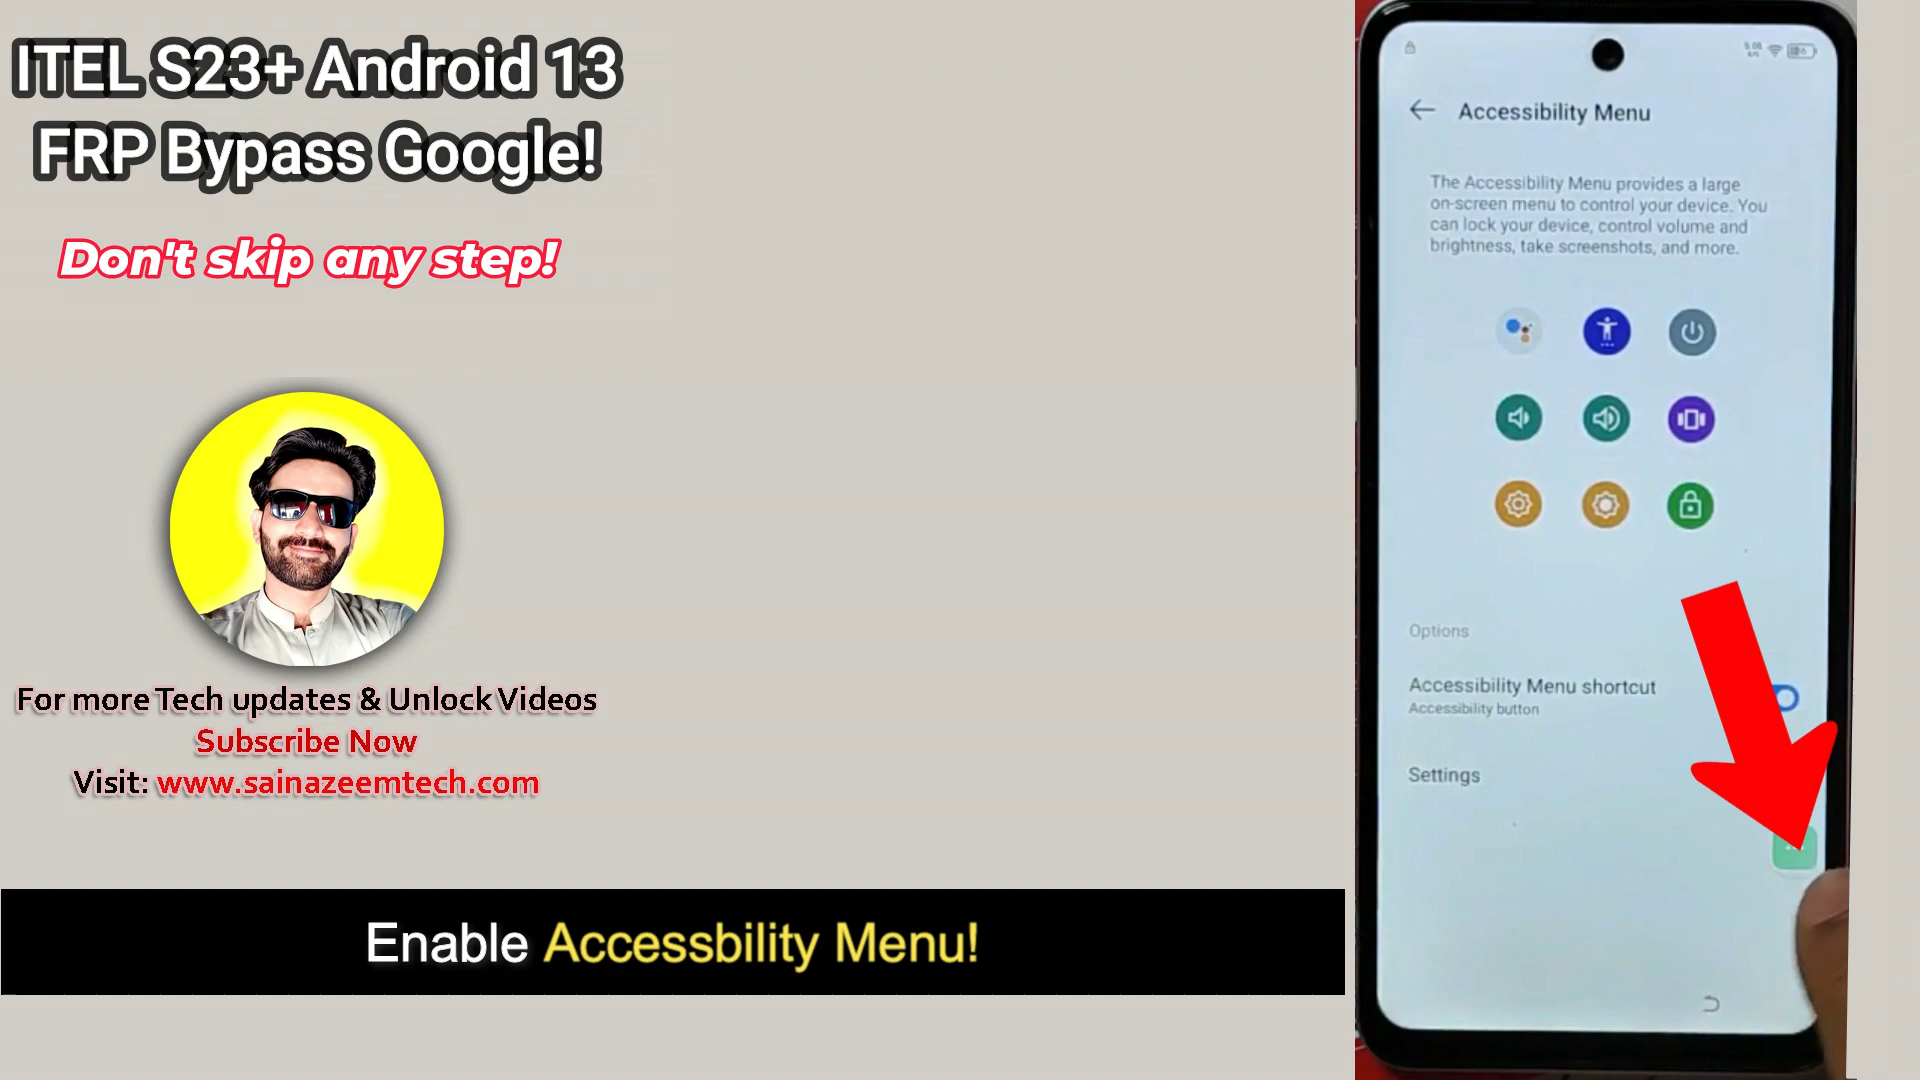 ITEL S23+ Android 13
FRP Bypass Google!
Don't skip any step!
For more Tech updates & Unlock Videos
Subscribe Now
Visit: www.sainazeemtech.com
Enable Accessbility Menu!
Accessibility Menu
The Accessibility Menu provides a large
on-screen menu to control your device. You
can lock your device, control volume and
brightness, take screenshots, and more.
Options
Accessibility Menu shortcut
Accessibility button
Settings